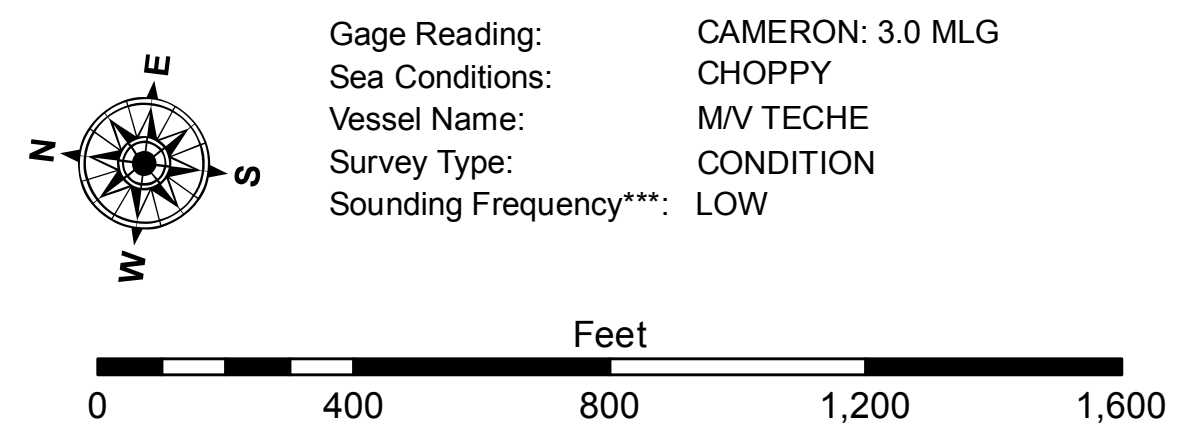 Gage Reading: CAMERON: 3.0 MLG
Sea Conditions: CHOPPY
Vessel Name: M/V TECHE
Survey Type: CONDITION
Sounding Frequency***: LOW
E
N
S
W
Feet
0 400 800 1,200 1,600